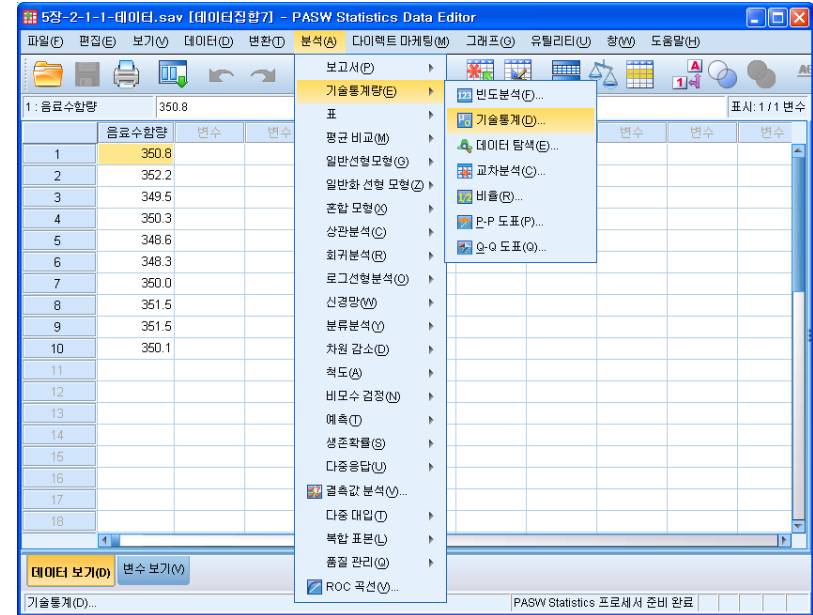 5장-2-1-1-데이터.sav [데이터집합7] - PASW Statistics Data Editor
파일(F) 편집(E) 보기(V) 데이터(D) 변환(T) 분석(A) 다이렉트 마케팅(M) 그래프(G) 유틸리티(U) 창(W) 도움말(H)
1 : 음료수함량 350.8 표시: 1 / 1 변수
음료수함량 변수 변수 변수 변수 변수
1 350.8
2 352.2
3 349.5
4 350.3
5 348.6
6 348.3
7 350.0
8 351.5
9 351.5
10 350.1
11
12
13
14
15
16
17
18
보고서(P)
기술통계량(E)
표
평균 비교(M)
일반선형모형(G)
일반화 선형 모형(Z)
혼합 모형(X)
상관분석(C)
회귀분석(R)
로그선형분석(O)
신경망(W)
분류분석(Y)
차원 감소(D)
척도(A)
비모수 검정(N)
예측(T)
생존확률(S)
다중응답(U)
결측값 분석(V)...
다중 대입(T)
복합 표본(L)
품질 관리(Q)
ROC 곡선(V)...
123 빈도분석(F)...
기술통계(D)...
데이터 탐색(E)...
교차분석(C)...
1/2 비율(R)...
P-P 도표(P)...
Q-Q 도표(Q)...
데이터 보기(D) 변수 보기(V)
기술통계(D)... PASW Statistics 프로세서 준비 완료